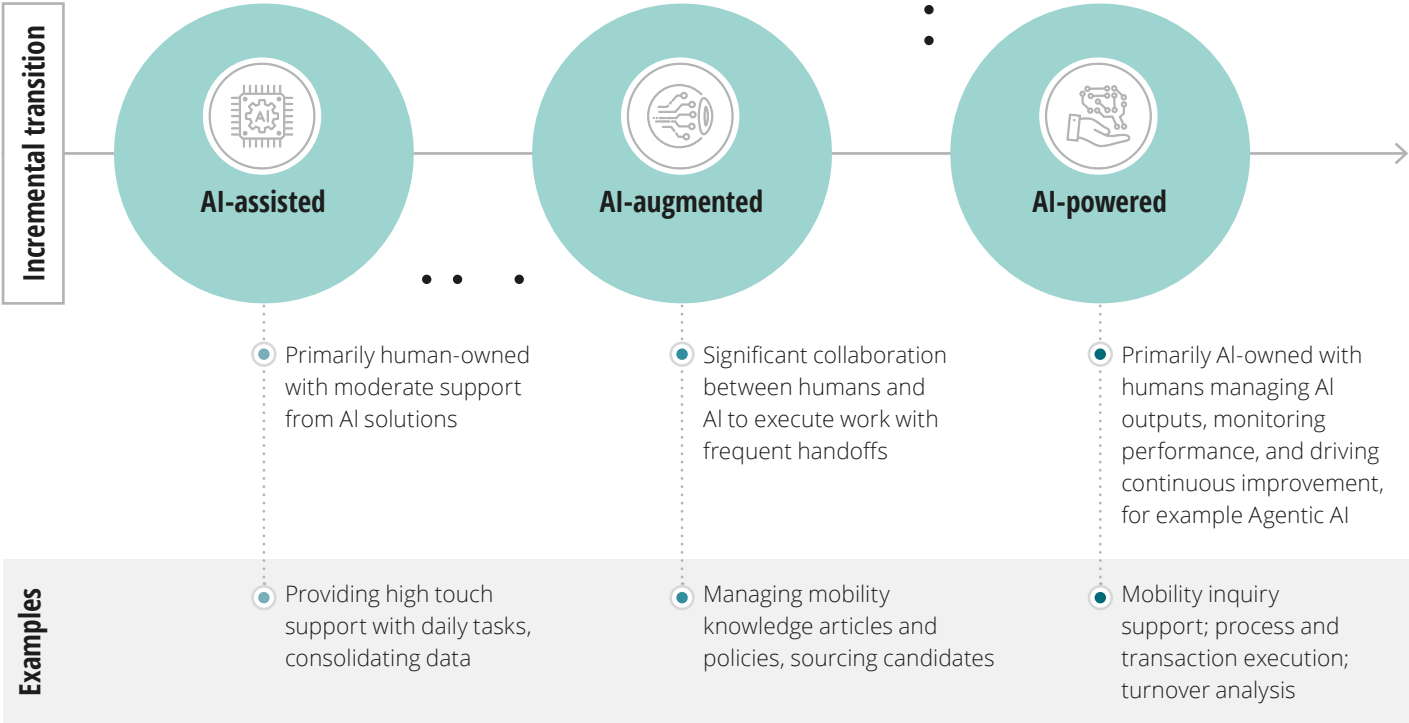 Incremental transition
AI
AI-assisted
AI-augmented
AI-powered
Primarily human-owned
with moderate support
from AI solutions
Significant collaboration
between humans and
AI to execute work with
frequent handoffs
Primarily AI-owned with
humans managing AI
outputs, monitoring
performance, and driving
continuous improvement,
for example Agentic AI
Examples
Providing high touch
support with daily tasks,
consolidating data
Managing mobility
knowledge articles and
policies, sourcing candidates
Mobility inquiry
support; process and
transaction execution;
turnover analysis